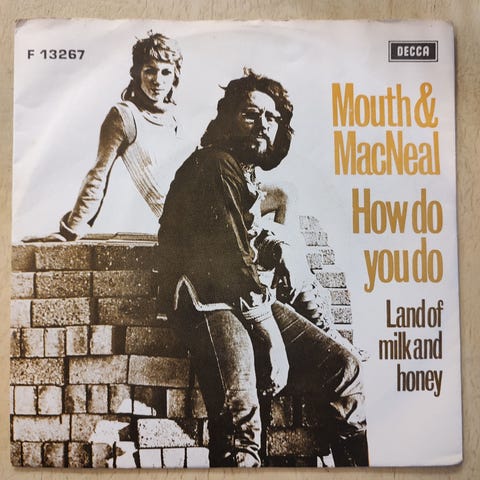 F 13267
DECCA
Mouth &
MacNeal
How do
you do
Land of
milk and
honey